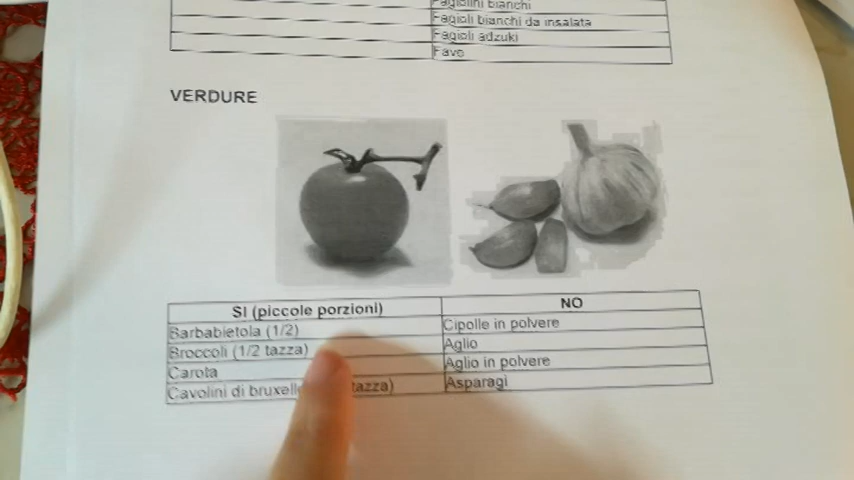 Fagiolini bianchi
Fagioli bianchi da insalata
Fagioli adzuki
Fave
VERDURE
SI (piccole porzioni) NO
Barbabietola (1/2) Cipolle in polvere
Broccoli (1/2 tazza) Aglio
Carota Aglio in polvere
Cavolini di bruxelle tazza) Asparagi